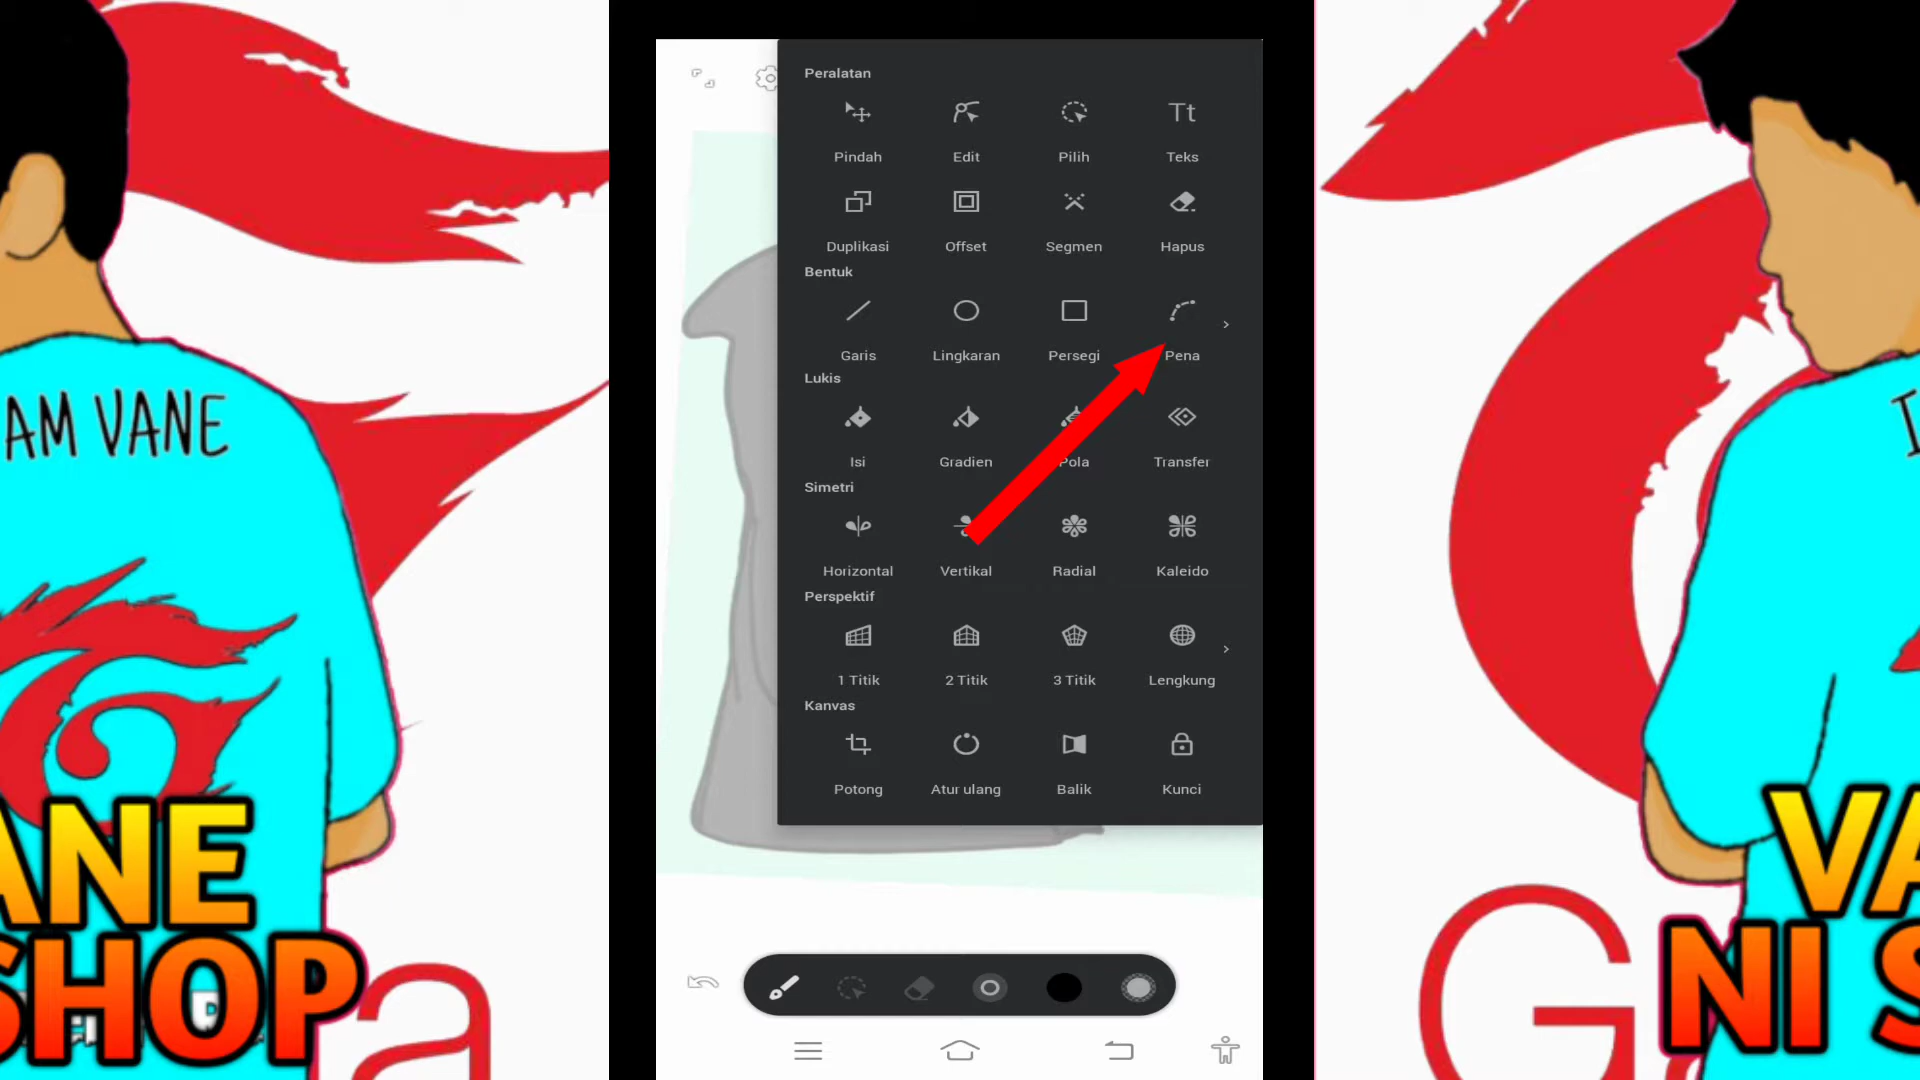 Peralatan
Pindah Edit Pilih Teks
Duplikasi Offset Segmen Hapus
Bentuk
Garis Lingkaran Persegi Pena
Lukis
Isi Gradien Pola Transfer
Simetri
Horizontal Vertikal Radial Kaleido
Perspektif
1 Titik 2 Titik 3 Titik Lengkung
Kanvas
Potong Atur ulang Balik Kunci
AM VANE
ANE
SHOP
a
I
VA
NI S
G